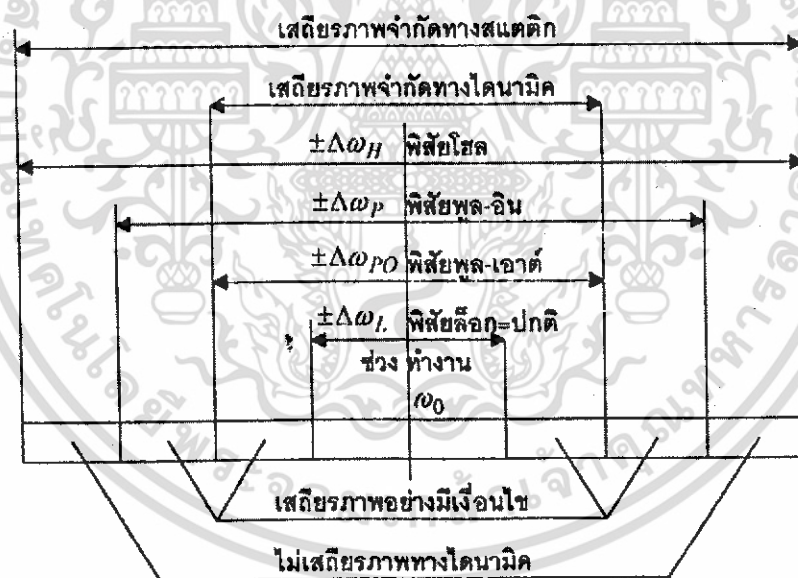 เสถียรภาพจำกัดทางสแตติก
เสถียรภาพจำกัดทางไดนามิค
±Δω_H พิสัยโฮล
±Δω_P พิสัยพูล-อิน
±Δω_PO พิสัยพูล-เอาต์
±Δω_L พิสัยล็อก=ปกติ
ช่วง ทำงาน
ω_0
เสถียรภาพอย่างมีเงื่อนไข
ไม่เสถียรภาพทางไดนามิค